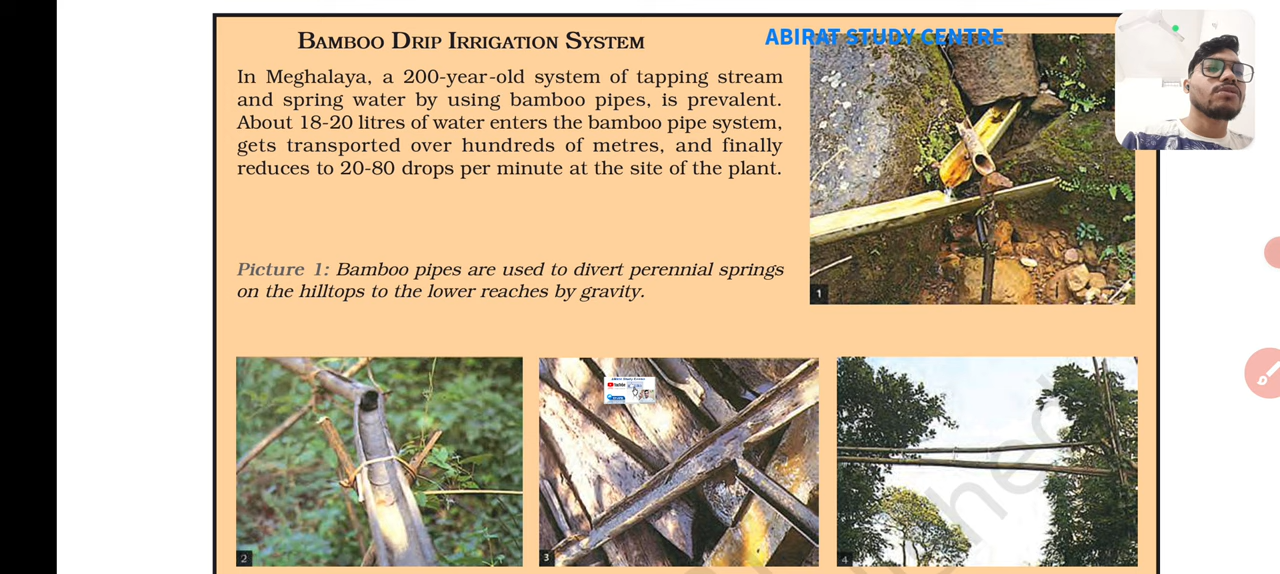 BAMBOO DRIP IRRIGATION SYSTEM
ABIRAT STUDY CENTRE
In Meghalaya, a 200-year-old system of tapping stream
and spring water by using bamboo pipes, is prevalent.
About 18-20 litres of water enters the bamboo pipe system,
gets transported over hundreds of metres, and finally
reduces to 20-80 drops per minute at the site of the plant.
Picture 1: Bamboo pipes are used to divert perennial springs
on the hilltops to the lower reaches by gravity.
1
2
3
4